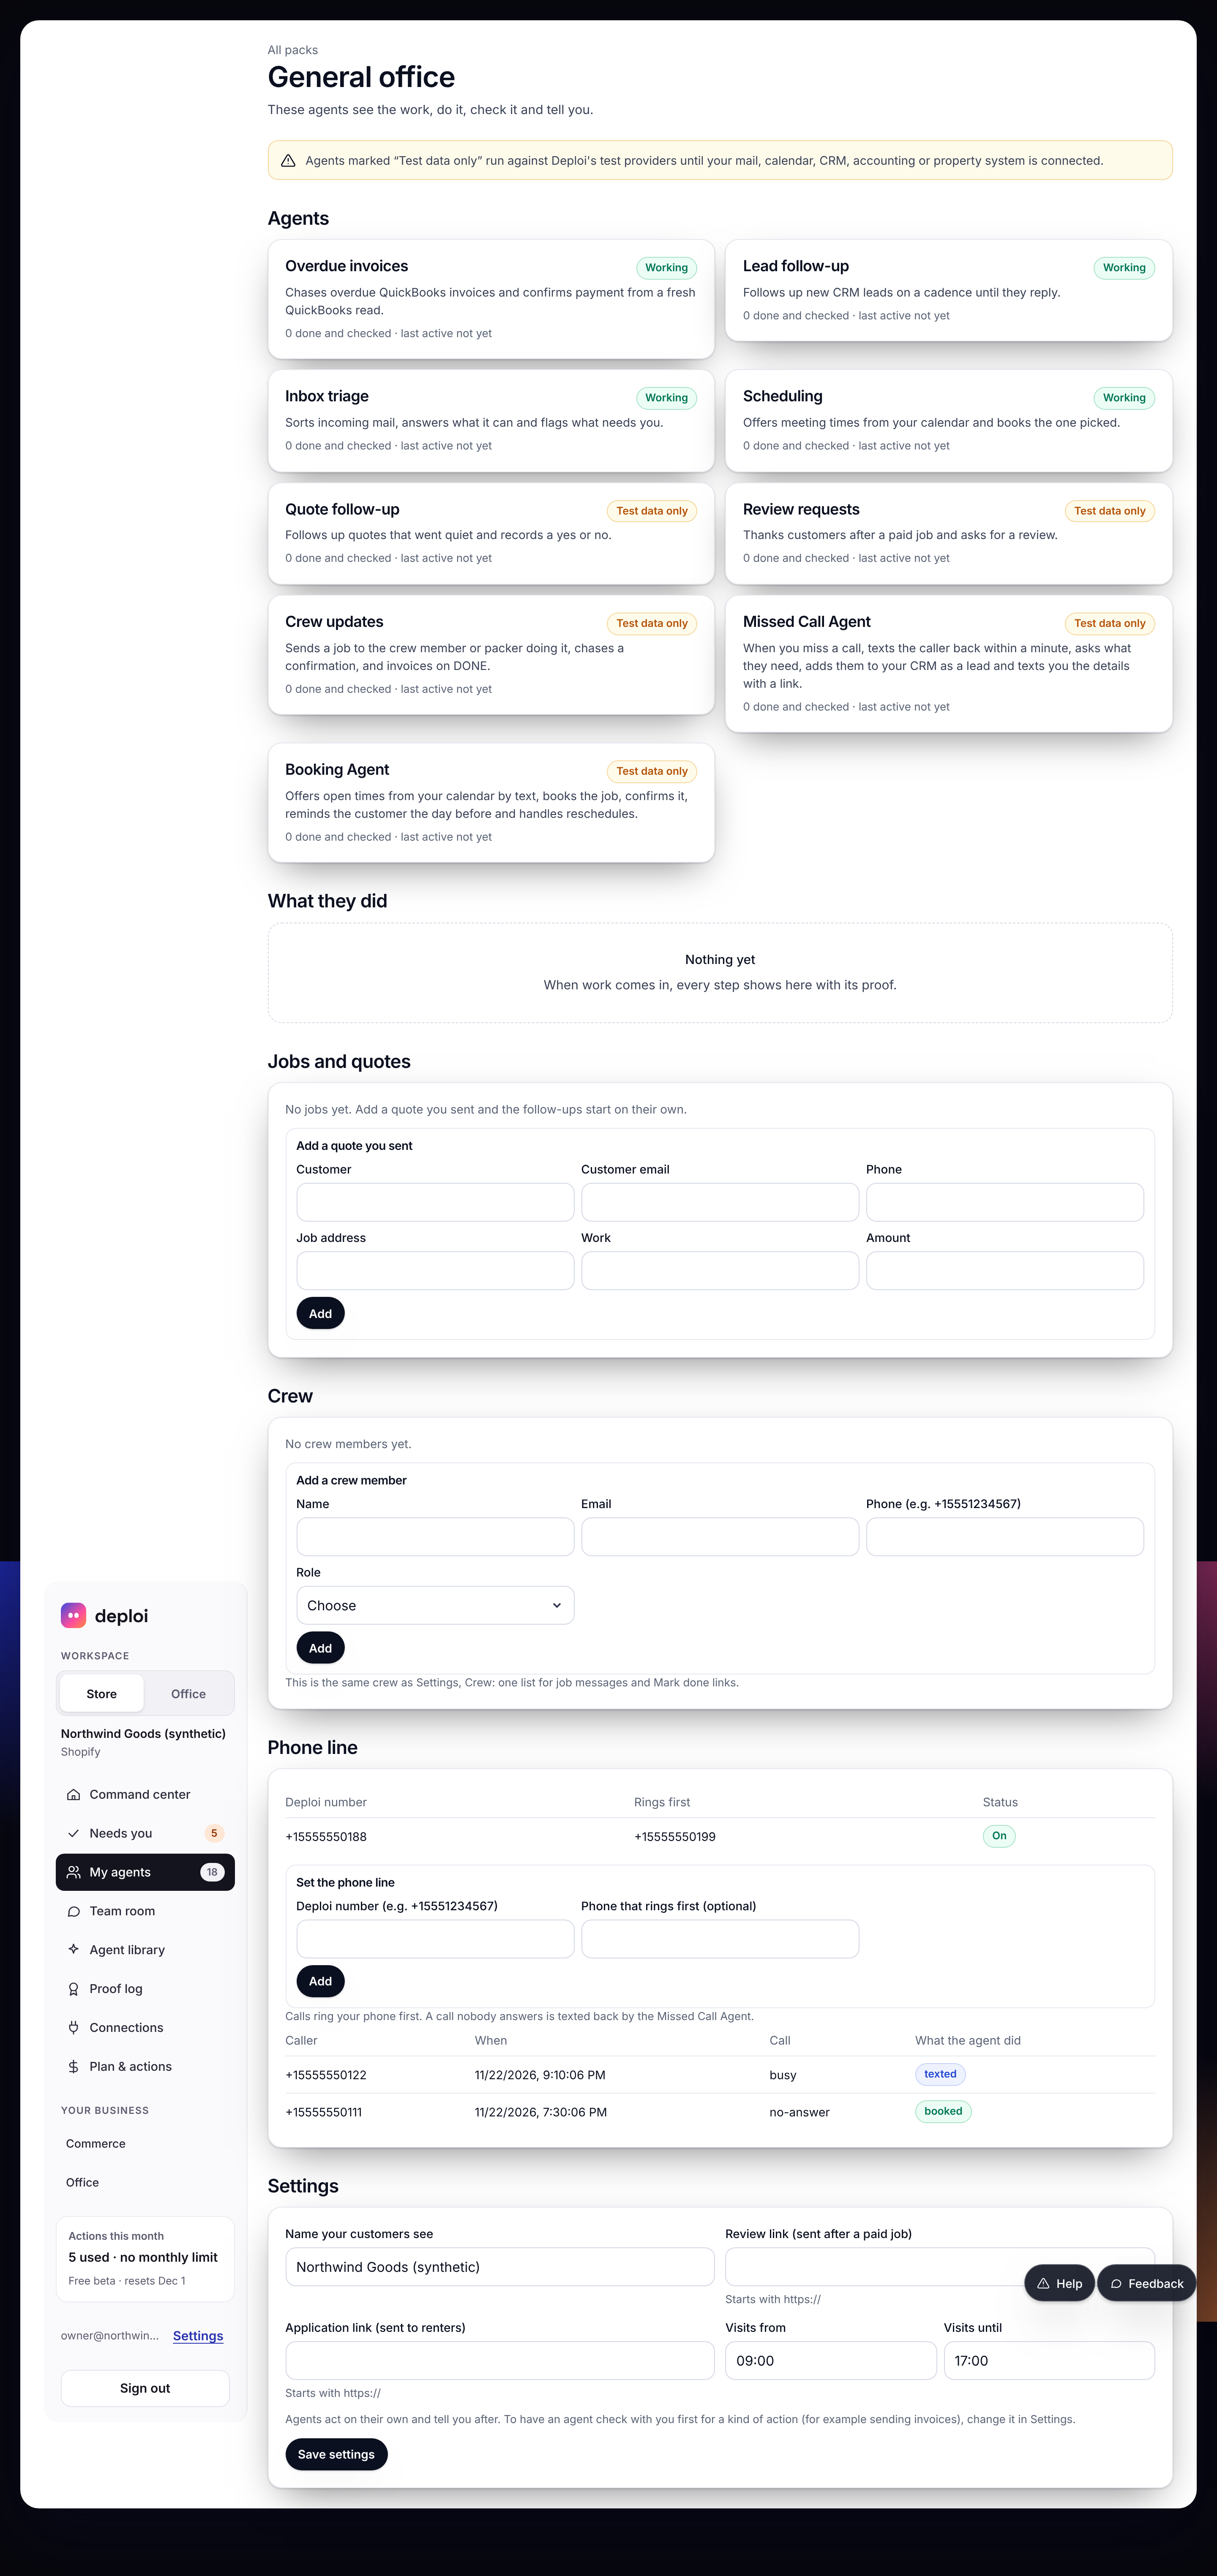 All packs
General office
These agents see the work, do it, check it and tell you.
Agents marked “Test data only” run against Deploi's test providers until your mail, calendar, CRM, accounting or property system is connected.
Agents
Overdue invoices
Working
Chases overdue QuickBooks invoices and confirms payment from a fresh
QuickBooks read.
0 done and checked · last active not yet
Lead follow-up
Working
Follows up new CRM leads on a cadence until they reply.
0 done and checked · last active not yet
Inbox triage
Working
Sorts incoming mail, answers what it can and flags what needs you.
0 done and checked · last active not yet
Scheduling
Working
Offers meeting times from your calendar and books the one picked.
0 done and checked · last active not yet
Quote follow-up
Test data only
Follows up quotes that went quiet and records a yes or no.
0 done and checked · last active not yet
Review requests
Test data only
Thanks customers after a paid job and asks for a review.
0 done and checked · last active not yet
Crew updates
Test data only
Sends a job to the crew member or packer doing it, chases a
confirmation, and invoices on DONE.
0 done and checked · last active not yet
Missed Call Agent
Test data only
When you miss a call, texts the caller back within a minute, asks what
they need, adds them to your CRM as a lead and texts you the details
with a link.
0 done and checked · last active not yet
Booking Agent
Test data only
Offers open times from your calendar by text, books the job, confirms it,
reminds the customer the day before and handles reschedules.
0 done and checked · last active not yet
What they did
Nothing yet
When work comes in, every step shows here with its proof.
Jobs and quotes
No jobs yet. Add a quote you sent and the follow-ups start on their own.
Add a quote you sent
Customer
Customer email
Phone
Job address
Work
Amount
Add
Crew
No crew members yet.
Add a crew member
Name
Email
Phone (e.g. +15551234567)
Role
Choose
Add
This is the same crew as Settings, Crew: one list for job messages and Mark done links.
Phone line
Deploi number
Rings first
Status
+15555550188
+15555550199
On
Set the phone line
Deploi number (e.g. +15551234567)
Phone that rings first (optional)
Add
Calls ring your phone first. A call nobody answers is texted back by the Missed Call Agent.
Caller
When
Call
What the agent did
+15555550122
11/22/2026, 9:10:06 PM
busy
texted
+15555550111
11/22/2026, 7:30:06 PM
no-answer
booked
Settings
Name your customers see
Northwind Goods (synthetic)
Review link (sent after a paid job)
Starts with https://
Application link (sent to renters)
Starts with https://
Visits from
09:00
Visits until
17:00
Agents act on their own and tell you after. To have an agent check with you first for a kind of action (for example sending invoices), change it in Settings.
Save settings
deploi
WORKSPACE
Store
Office
Northwind Goods (synthetic)
Shopify
Command center
Needs you
5
My agents
18
Team room
Agent library
Proof log
Connections
Plan & actions
YOUR BUSINESS
Commerce
Office
Actions this month
5 used · no monthly limit
Free beta · resets Dec 1
owner@northwin...
Settings
Sign out
Help
Feedback